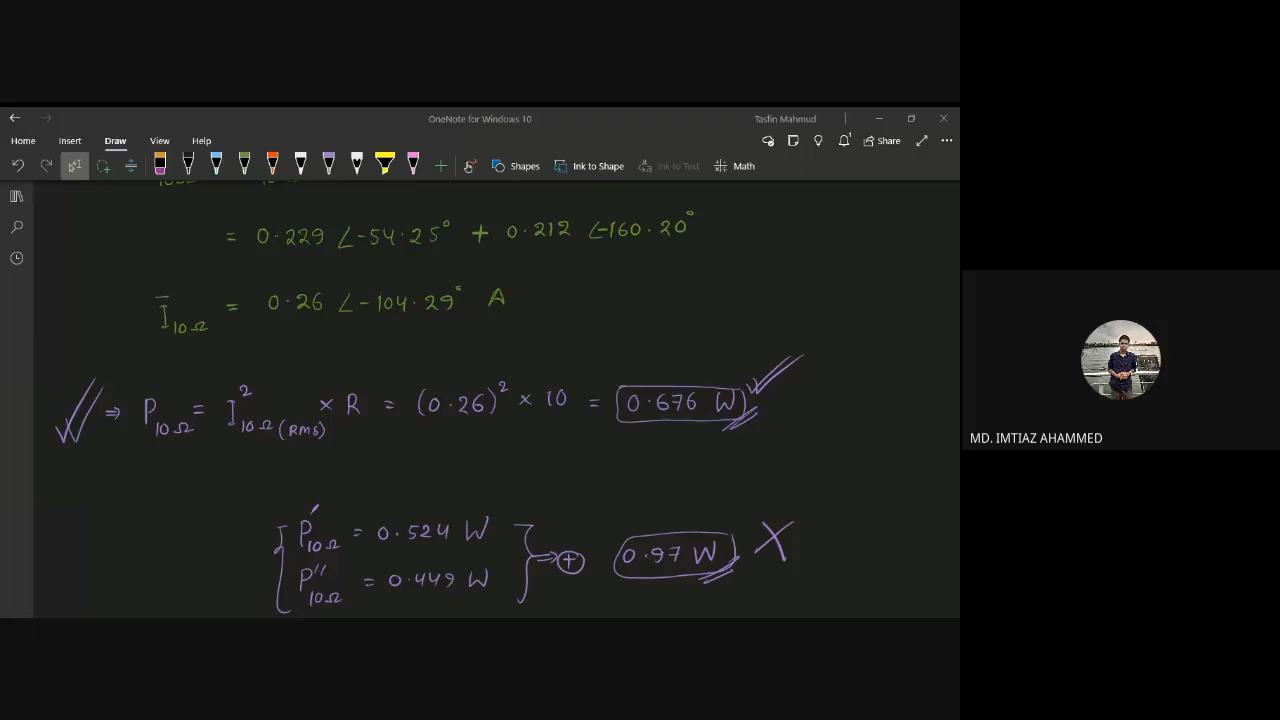 OneNote for Windows 10
Tasfin Mahmud
Home Insert Draw View Help
Share
Shapes Ink to Shape Ink to Text Math
10Ω
= 0.229 ∠-54.25° + 0.212 ∠-160.20°
I̅10Ω = 0.26 ∠-104.29° A
⇒ P10Ω = I²10Ω (RMS) × R = (0.26)² × 10 = 0.676 W
P′10Ω = 0.524 W
P″10Ω = 0.449 W
⇒ ⊕ 0.97 W X
MD. IMTIAZ AHAMMED